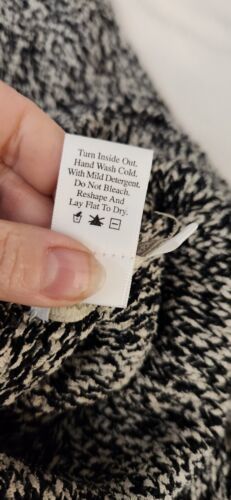 Turn Inside Out.
Hand Wash Cold.
With Mild Detergent.
Do Not Bleach.
Reshape And
Lay Flat To Dry.